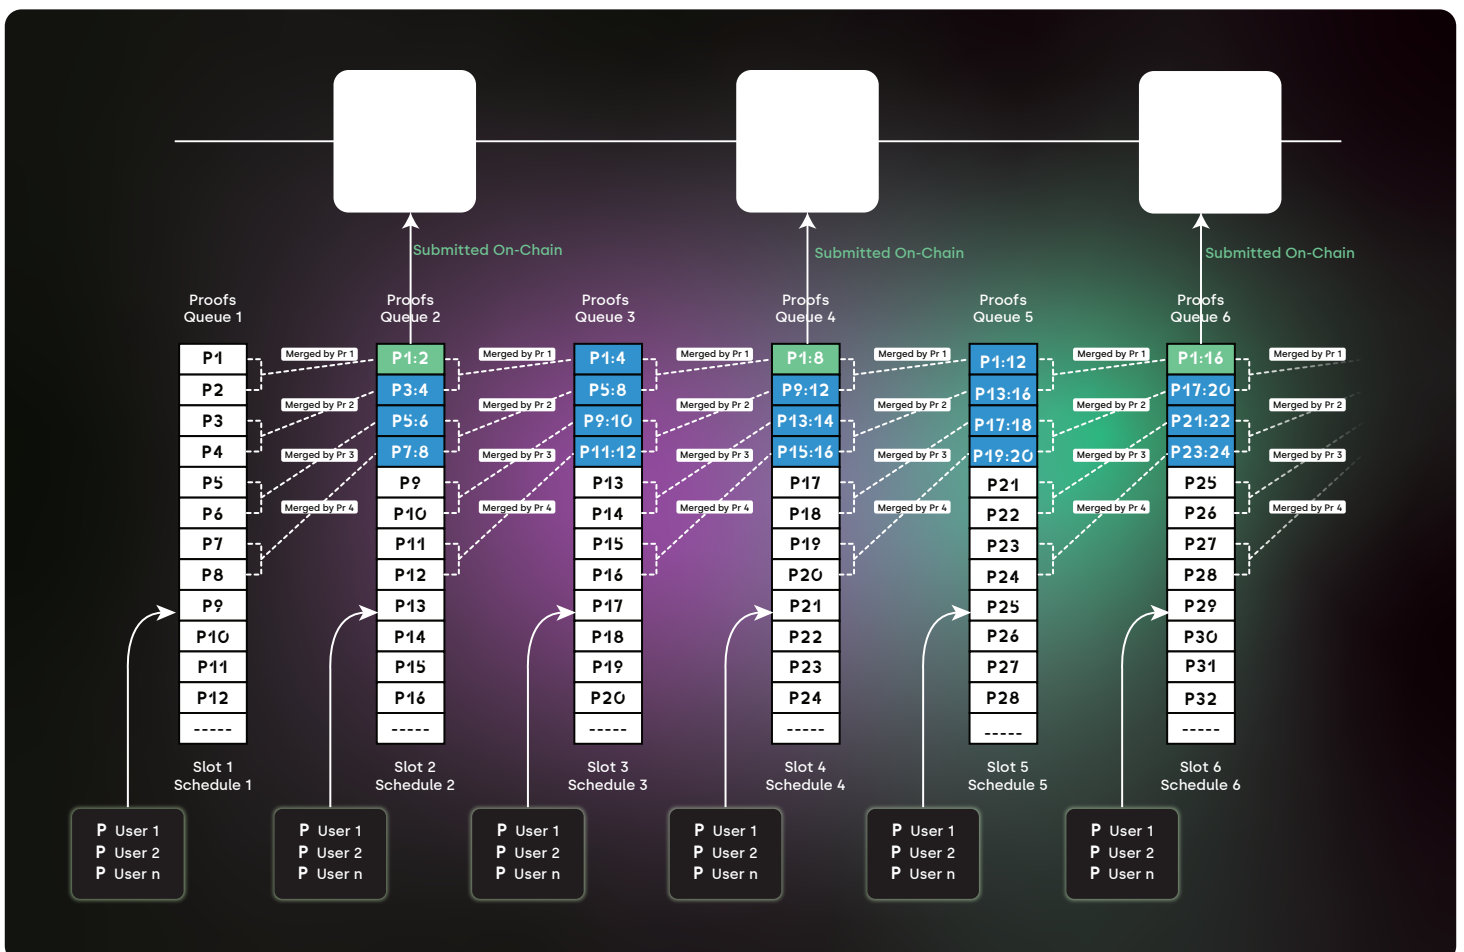 Submitted On-Chain
Submitted On-Chain
Submitted On-Chain
Proofs
Queue 1
P1
P2
P3
P4
P5
P6
P7
P8
P9
P10
P11
P12
-----
Slot 1
Schedule 1
Merged by Pr 1
Merged by Pr 2
Merged by Pr 3
Merged by Pr 4
P User 1
P User 2
P User n
Proofs
Queue 2
P1:2
P3:4
P5:6
P7:8
P9
P10
P11
P12
P13
P14
P15
P16
-----
Slot 2
Schedule 2
Merged by Pr 1
Merged by Pr 2
Merged by Pr 3
Merged by Pr 4
P User 1
P User 2
P User n
Proofs
Queue 3
P1:4
P5:8
P9:10
P11:12
P13
P14
P15
P16
P17
P18
P19
P20
-----
Slot 3
Schedule 3
Merged by Pr 1
Merged by Pr 2
Merged by Pr 3
Merged by Pr 4
P User 1
P User 2
P User n
Proofs
Queue 4
P1:8
P9:12
P13:14
P15:16
P17
P18
P19
P20
P21
P22
P23
P24
-----
Slot 4
Schedule 4
Merged by Pr 1
Merged by Pr 2
Merged by Pr 3
Merged by Pr 4
P User 1
P User 2
P User n
Proofs
Queue 5
P1:12
P13:16
P17:18
P19:20
P21
P22
P23
P24
P25
P26
P27
P28
-----
Slot 5
Schedule 5
Merged by Pr 1
Merged by Pr 2
Merged by Pr 3
Merged by Pr 4
P User 1
P User 2
P User n
Proofs
Queue 6
P1:16
P17:20
P21:22
P23:24
P25
P26
P27
P28
P29
P30
P31
P32
-----
Slot 6
Schedule 6
Merged by Pr 1
Merged by Pr 2
Merged by Pr 3
Merged by Pr 4
P User 1
P User 2
P User n